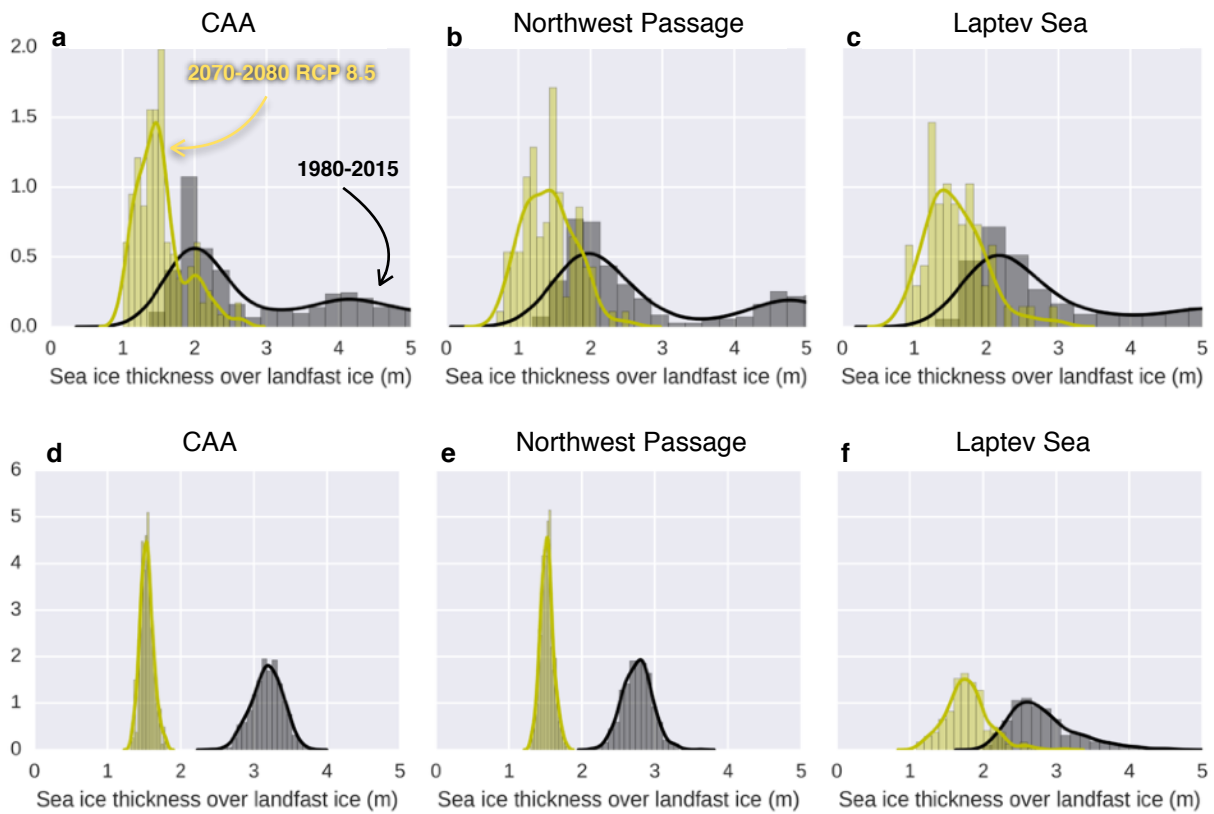 a CAA
b Northwest Passage
c Laptev Sea
2070-2080 RCP 8.5
1980-2015
2.0
1.5
1.0
0.5
0.0
0 1 2 3 4 5
0 1 2 3 4 5
0 1 2 3 4 5
Sea ice thickness over landfast ice (m)
Sea ice thickness over landfast ice (m)
Sea ice thickness over landfast ice (m)
d CAA
e Northwest Passage
f Laptev Sea
6
5
4
3
2
1
0
0 1 2 3 4 5
0 1 2 3 4 5
0 1 2 3 4 5
Sea ice thickness over landfast ice (m)
Sea ice thickness over landfast ice (m)
Sea ice thickness over landfast ice (m)